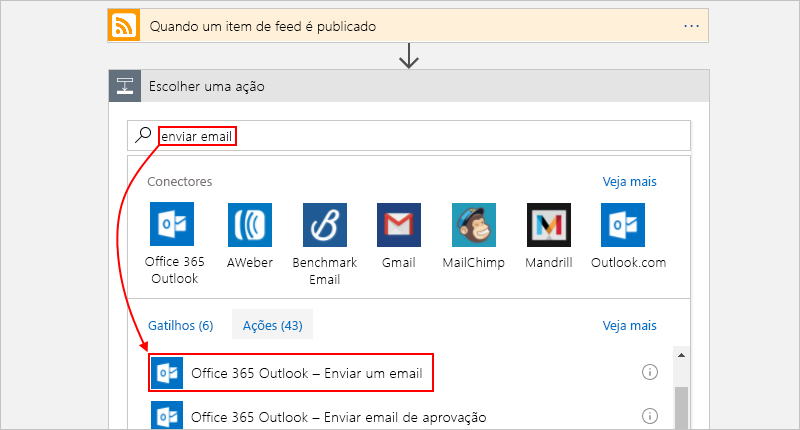 Quando um item de feed é publicado
Escolher uma ação
enviar email
Conectores
Veja mais
Office 365 Outlook
AWeber
Benchmark Email
Gmail
MailChimp
Mandrill
Outlook.com
Gatilhos (6)
Ações (43)
Veja mais
Office 365 Outlook – Enviar um email
Office 365 Outlook – Enviar email de aprovação